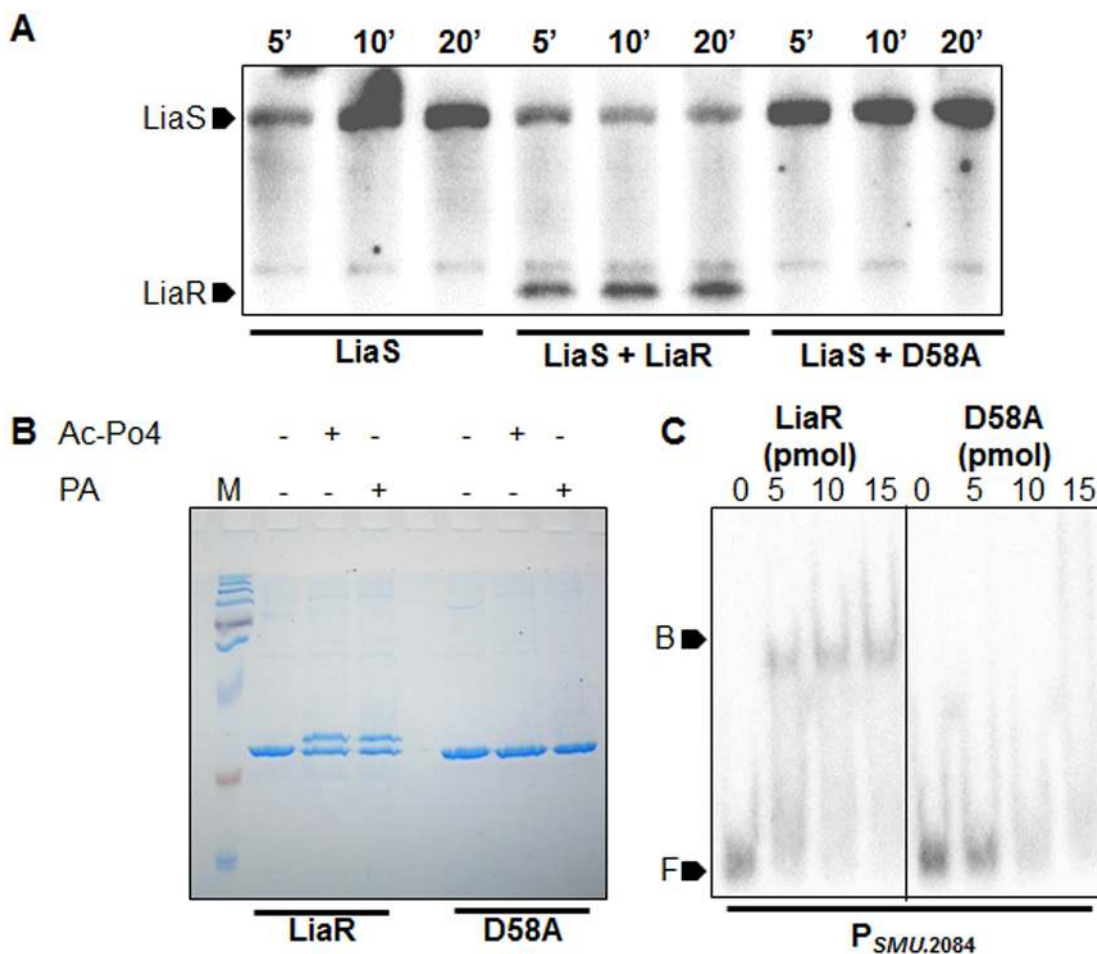 A
5’ 10’ 20’ 5’ 10’ 20’ 5’ 10’ 20’
LiaS
LiaR
LiaS LiaS + LiaR LiaS + D58A
B Ac-Po4 - + - - + -
PA M - - + - - +
LiaR D58A
C LiaR D58A
(pmol) (pmol)
0 5 10 15 0 5 10 15
B
F
PSMU.2084